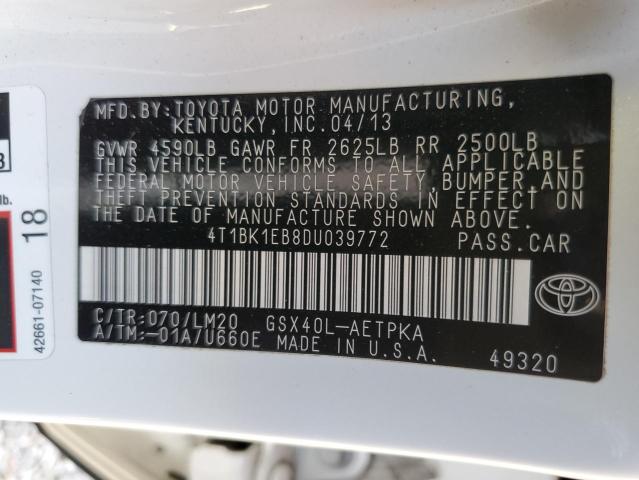 MFD.BY:TOYOTA MOTOR MANUFACTURING,
KENTUCKY,INC.04/13
GVWR 4590LB GAWR FR 2625LB RR 2500LB
THIS VEHICLE CONFORMS TO ALL APPLICABLE
FEDERAL MOTOR VEHICLE SAFETY,BUMPER,AND
THEFT PREVENTION STANDARDS IN EFFECT ON
THE DATE OF MANUFACTURE SHOWN ABOVE.
4T1BK1EB8DU039772 PASS.CAR
C/TR:070/LM20 GSX40L-AETPKA
A/TM:-01A/U660E MADE IN U.S.A. 49320
lb.
18
42661-07140